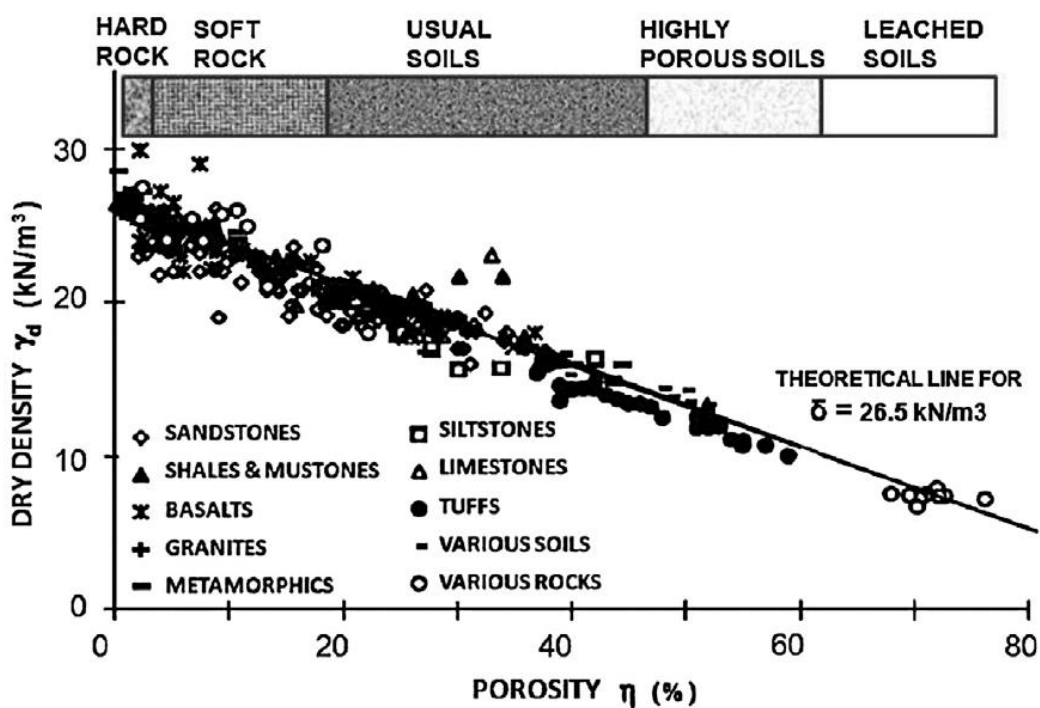 HARD ROCK
SOFT ROCK
USUAL SOILS
HIGHLY POROUS SOILS
LEACHED SOILS
30
20
10
0
DRY DENSITY γd (kN/m³)
THEORETICAL LINE FOR
δ = 26.5 kN/m3
SANDSTONES
SHALES & MUSTONES
BASALTS
GRANITES
METAMORPHICS
SILTSTONES
LIMESTONES
TUFFS
VARIOUS SOILS
VARIOUS ROCKS
0 20 40 60 80
POROSITY η (%)